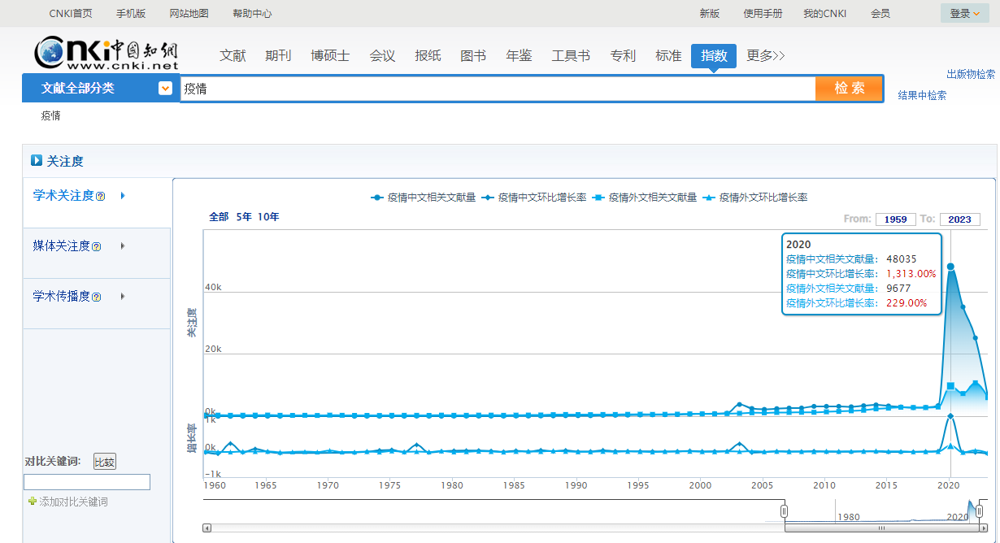 CNKI首页 手机版 网站地图 帮助中心 新版 使用手册 我的CNKI 会员 登录
cnki 中国知網
www.cnki.net
文献 期刊 博硕士 会议 报纸 图书 年鉴 工具书 专利 标准 指数 更多>>
文献全部分类 疫情 检索 出版物检索
结果中检索
疫情
关注度
学术关注度?
媒体关注度?
学术传播度?
对比关键词: 比较
添加对比关键词
疫情中文相关文献量 疫情中文环比增长率 疫情外文相关文献量 疫情外文环比增长率
全部 5年 10年
From: 1959 To: 2023
2020
疫情中文相关文献量: 48035
疫情中文环比增长率: 1,313.00%
疫情外文相关文献量: 9677
疫情外文环比增长率: 229.00%
关注度
40k
20k
0k
增长率
1k
0k
-1k
1960 1965 1970 1975 1980 1985 1990 1995 2000 2005 2010 2015 2020
1980 2020